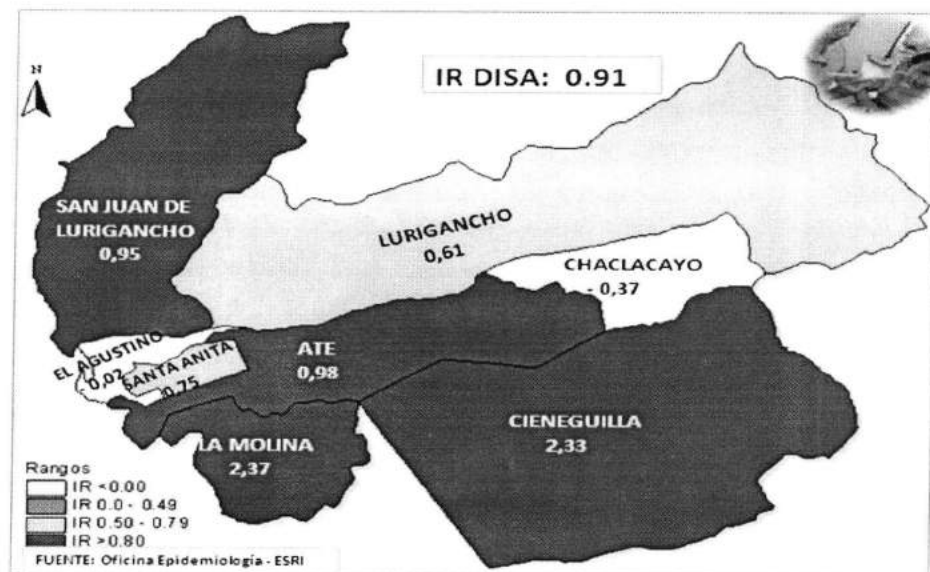 IR DISA: 0.91
N
SAN JUAN DE
LURIGANCHO
0,95
LURIGANCHO
0,61
CHACLACAYO
- 0,37
EL AGUSTINO
0,02
SANTA ANITA
0,75
ATE
0,98
LA MOLINA
2,37
CIENEGUILLA
2,33
Rangos
IR <0.00
IR 0.0 - 0.49
IR 0.50 - 0.79
IR >0.80
FUENTE: Oficina Epidemiología - ESRI